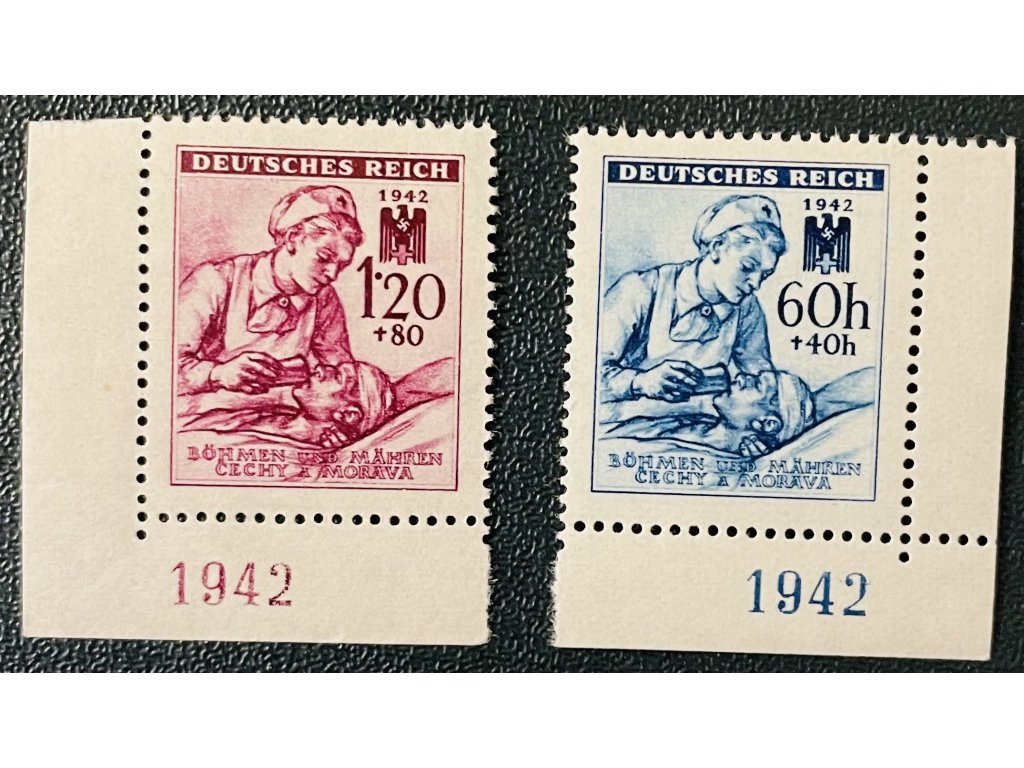 DEUTSCHES REICH
1942
1·20
+80
BÖHMEN UND MÄHREN
ČECHY A MORAVA
1942
DEUTSCHES REICH
1942
60h
+40h
BÖHMEN UND MÄHREN
ČECHY A MORAVA
1942